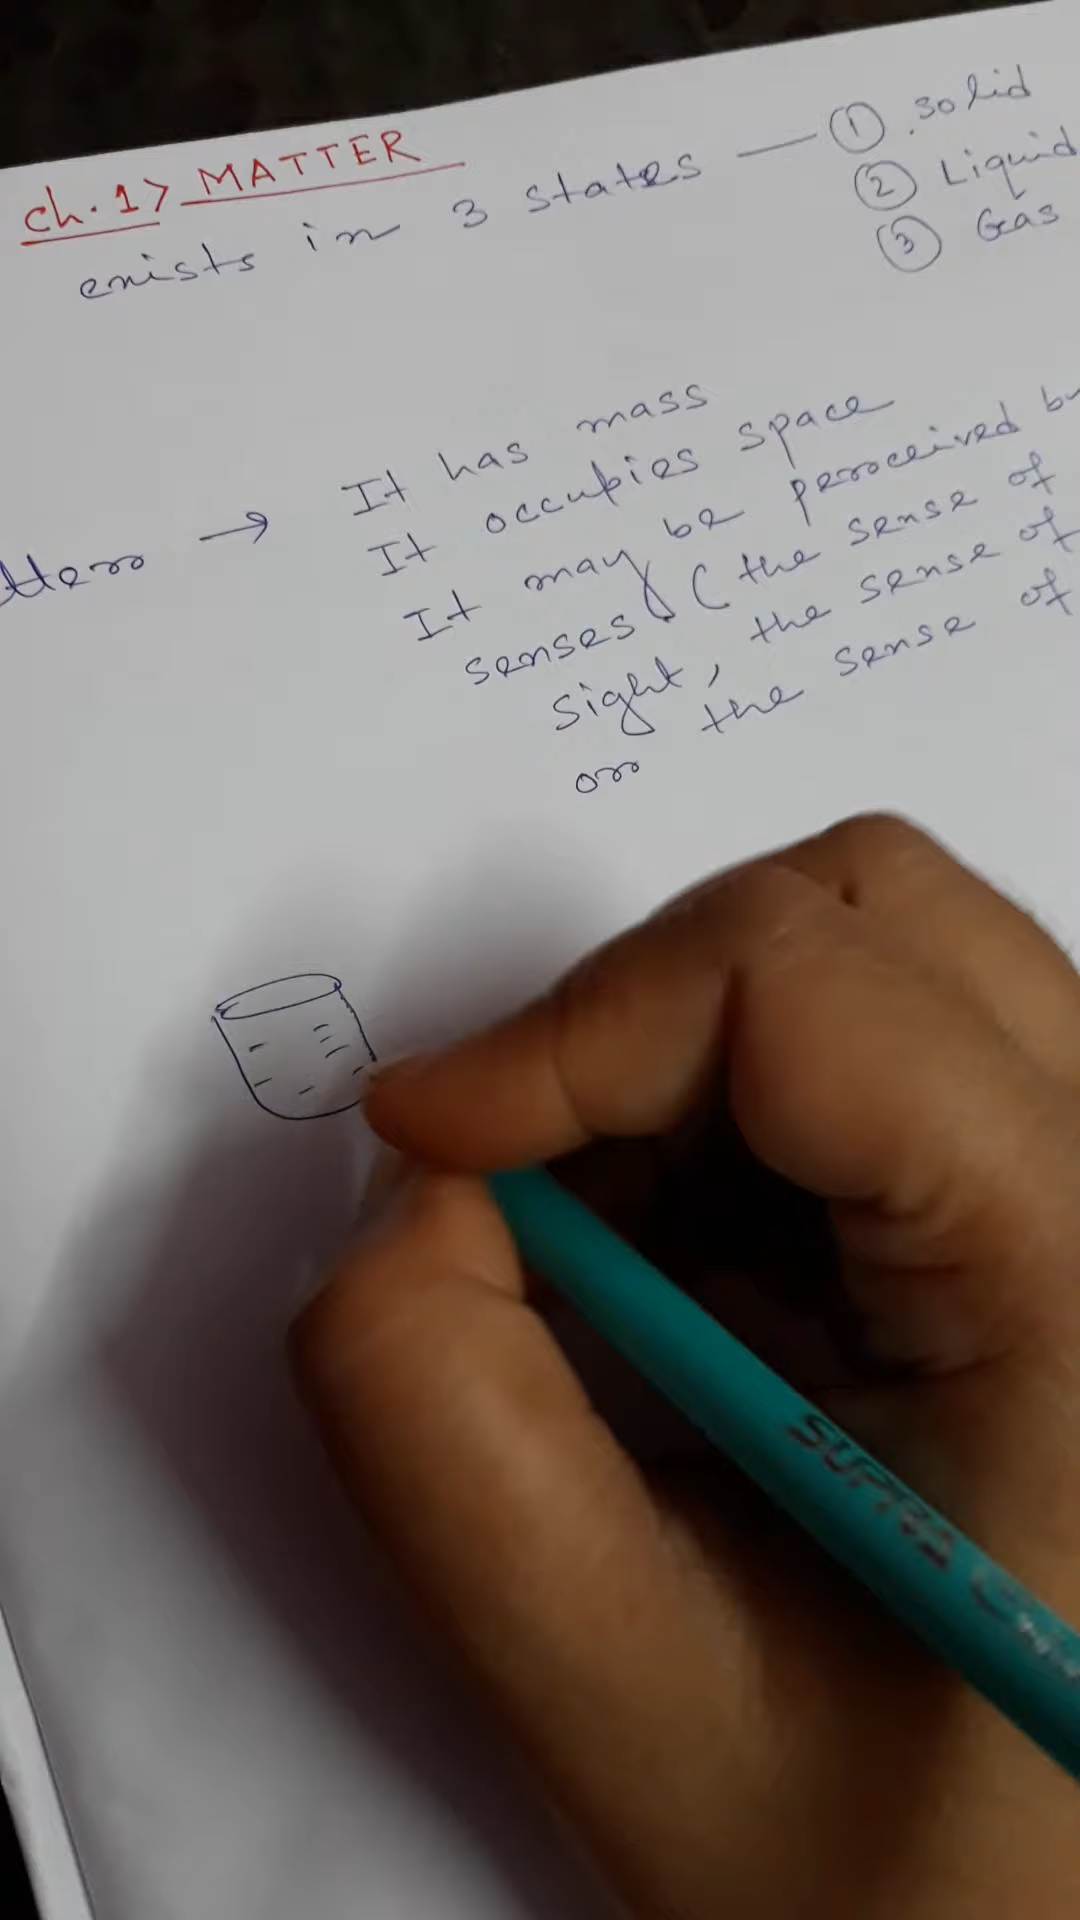 ch.1> MATTER
exists in 3 states — ① solid
② Liquid
③ Gas
It has mass
→ It occupies space
It may be perceived
senses (the sense of
sight, the sense of
or the sense of
SUPRA